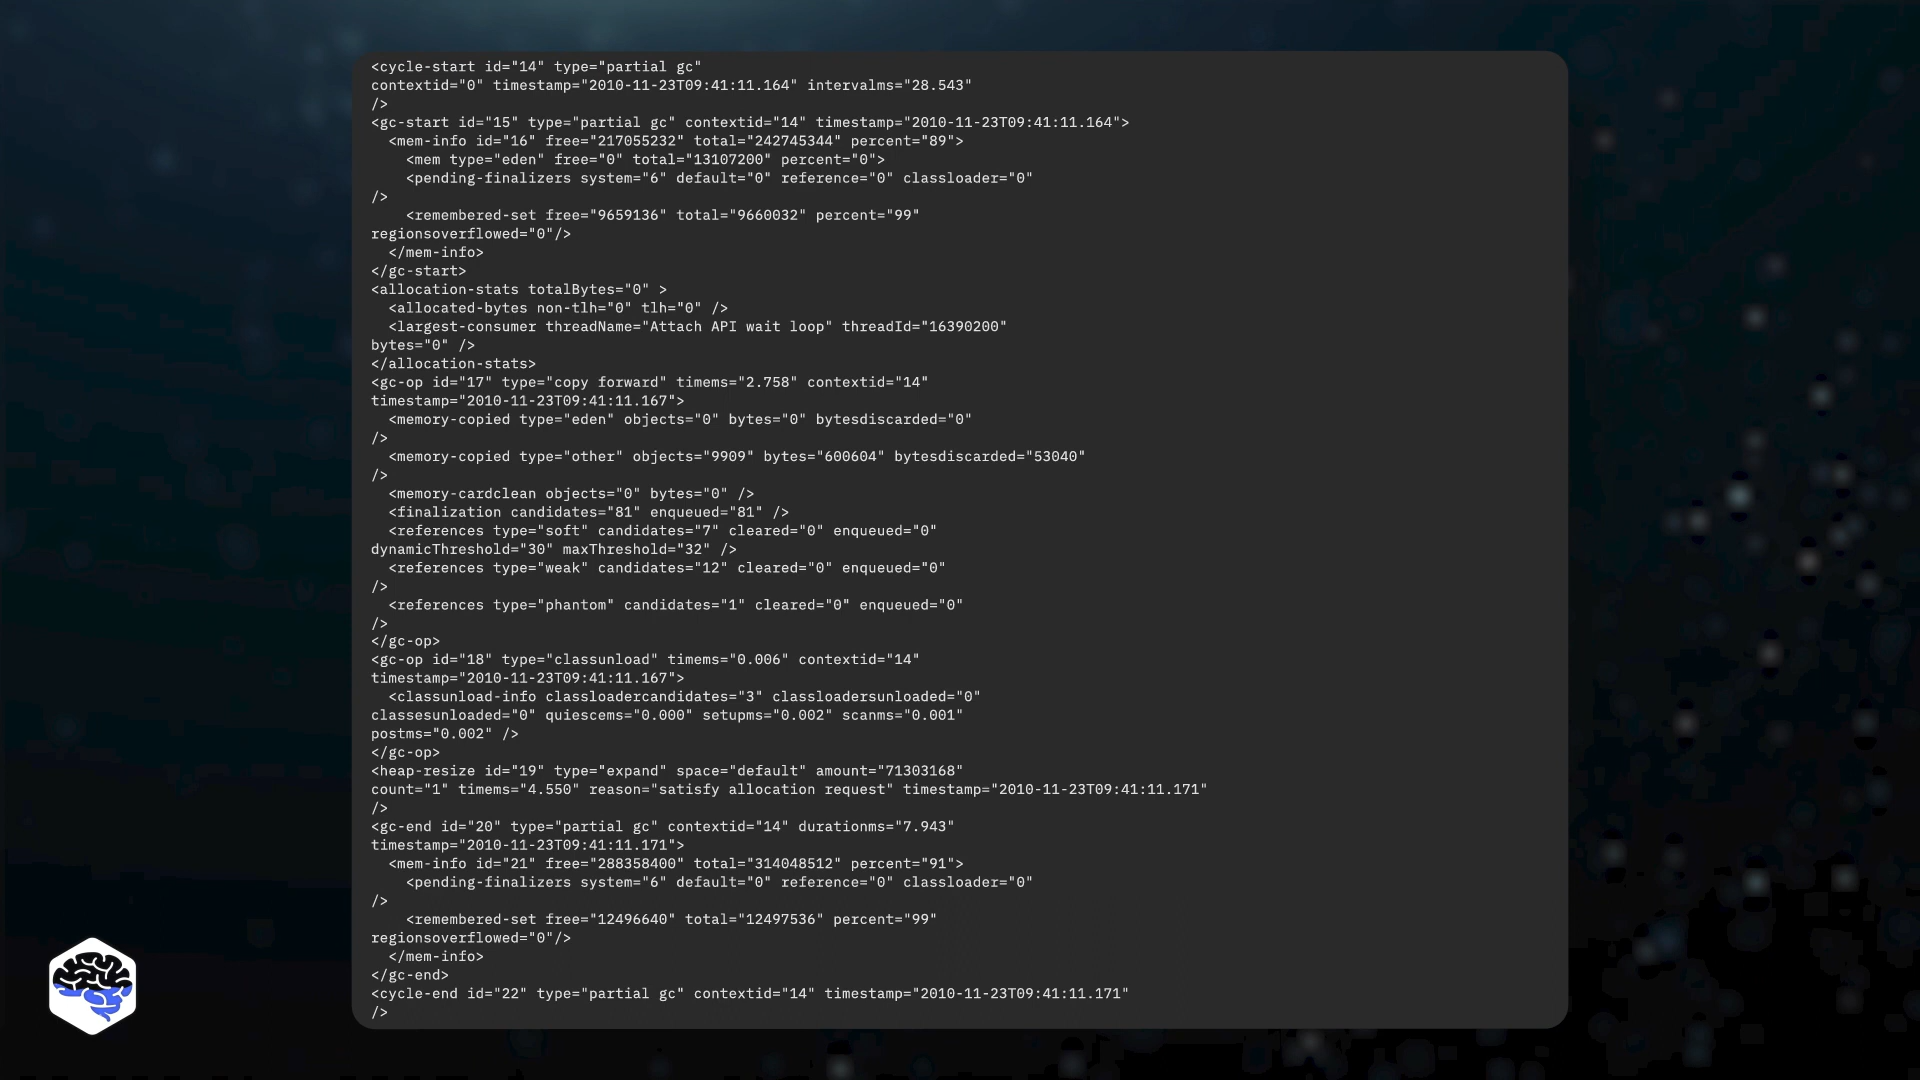 <cycle-start id="14" type="partial gc"
contextid="0" timestamp="2010-11-23T09:41:11.164" intervalms="28.543"
/>
<gc-start id="15" type="partial gc" contextid="14" timestamp="2010-11-23T09:41:11.164">
  <mem-info id="16" free="217055232" total="242745344" percent="89">
    <mem type="eden" free="0" total="13107200" percent="0">
    <pending-finalizers system="6" default="0" reference="0" classloader="0"
/>
    <remembered-set free="9659136" total="9660032" percent="99"
regionsoverflowed="0"/>
  </mem-info>
</gc-start>
<allocation-stats totalBytes="0" >
  <allocated-bytes non-tlh="0" tlh="0" />
  <largest-consumer threadName="Attach API wait loop" threadId="16390200"
bytes="0" />
</allocation-stats>
<gc-op id="17" type="copy forward" timems="2.758" contextid="14"
timestamp="2010-11-23T09:41:11.167">
  <memory-copied type="eden" objects="0" bytes="0" bytesdiscarded="0"
/>
  <memory-copied type="other" objects="9909" bytes="600604" bytesdiscarded="53040"
/>
  <memory-cardclean objects="0" bytes="0" />
  <finalization candidates="81" enqueued="81" />
  <references type="soft" candidates="7" cleared="0" enqueued="0"
dynamicThreshold="30" maxThreshold="32" />
  <references type="weak" candidates="12" cleared="0" enqueued="0"
/>
  <references type="phantom" candidates="1" cleared="0" enqueued="0"
/>
</gc-op>
<gc-op id="18" type="classunload" timems="0.006" contextid="14"
timestamp="2010-11-23T09:41:11.167">
  <classunload-info classloadercandidates="3" classloadersunloaded="0"
classesunloaded="0" quiescems="0.000" setupms="0.002" scanms="0.001"
postms="0.002" />
</gc-op>
<heap-resize id="19" type="expand" space="default" amount="71303168"
count="1" timems="4.550" reason="satisfy allocation request" timestamp="2010-11-23T09:41:11.171"
/>
<gc-end id="20" type="partial gc" contextid="14" durationms="7.943"
timestamp="2010-11-23T09:41:11.171">
  <mem-info id="21" free="288358400" total="314048512" percent="91">
    <pending-finalizers system="6" default="0" reference="0" classloader="0"
/>
    <remembered-set free="12496640" total="12497536" percent="99"
regionsoverflowed="0"/>
  </mem-info>
</gc-end>
<cycle-end id="22" type="partial gc" contextid="14" timestamp="2010-11-23T09:41:11.171"
/>